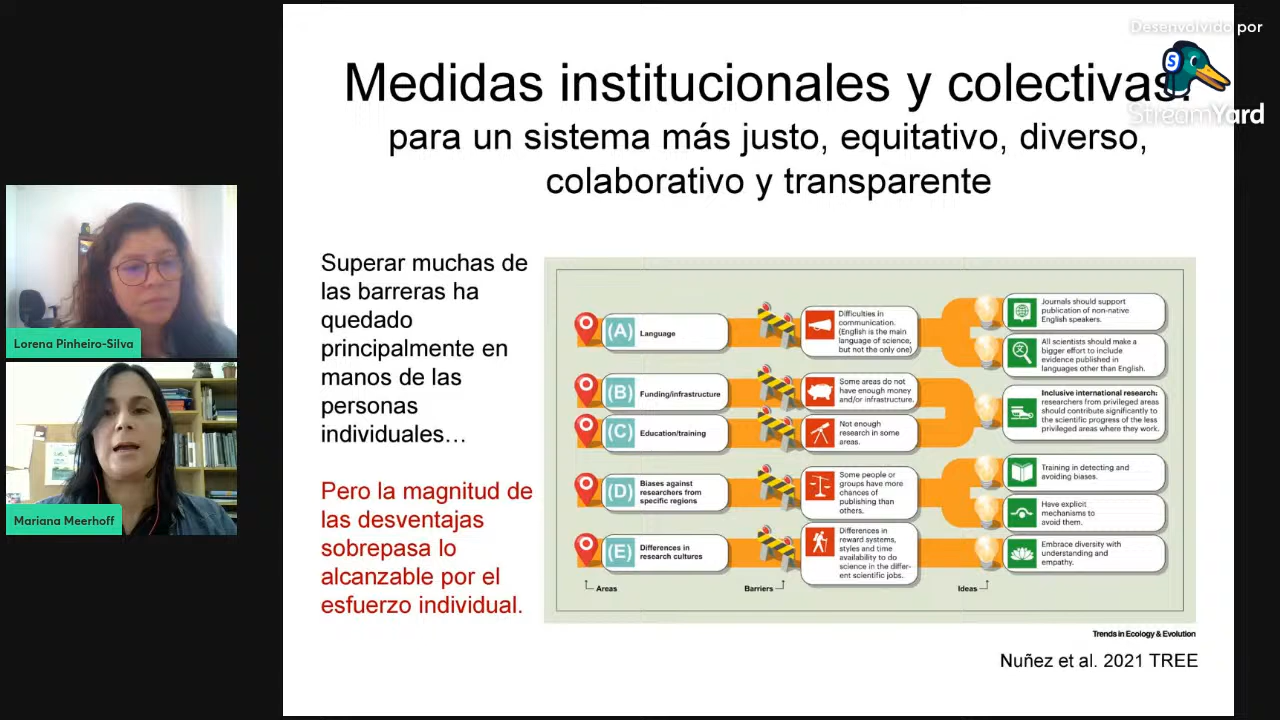 Desenvolvido por
StreamYard
Medidas institucionales y colectivas:
para un sistema más justo, equitativo, diverso,
colaborativo y transparente
Lorena Pinheiro-Silva
Mariana Meerhoff
Superar muchas de
las barreras ha
quedado
principalmente en
manos de las
personas
individuales…
Pero la magnitud de
las desventajas
sobrepasa lo
alcanzable por el
esfuerzo individual.
(A) Language
Difficulties in
communication.
(English is the main
language of science,
but not the only one)
Journals should support
publication of non-native
English speakers.
All scientists should make a
bigger effort to include
evidence published in
languages other than English.
(B) Funding/infrastructure
Some areas do not
have enough money
and/or infrastructure.
(C) Education/training
Not enough
research in some
areas.
Inclusive international research:
researchers from privileged areas
should contribute significantly to
the scientific progress of the less
privileged areas where they work.
(D) Biases against
researchers from
specific regions
Some people or
groups have more
chances of
publishing than
others.
Training in detecting and
avoiding biases.
Have explicit
mechanisms to
avoid them.
(E) Differences in
research cultures
Differences in
reward systems,
styles and time
availability to do
science in the differ-
ent scientific jobs.
Embrace diversity with
understanding and
empathy.
Areas
Barriers
Ideas
Trends in Ecology & Evolution
Nuñez et al. 2021 TREE